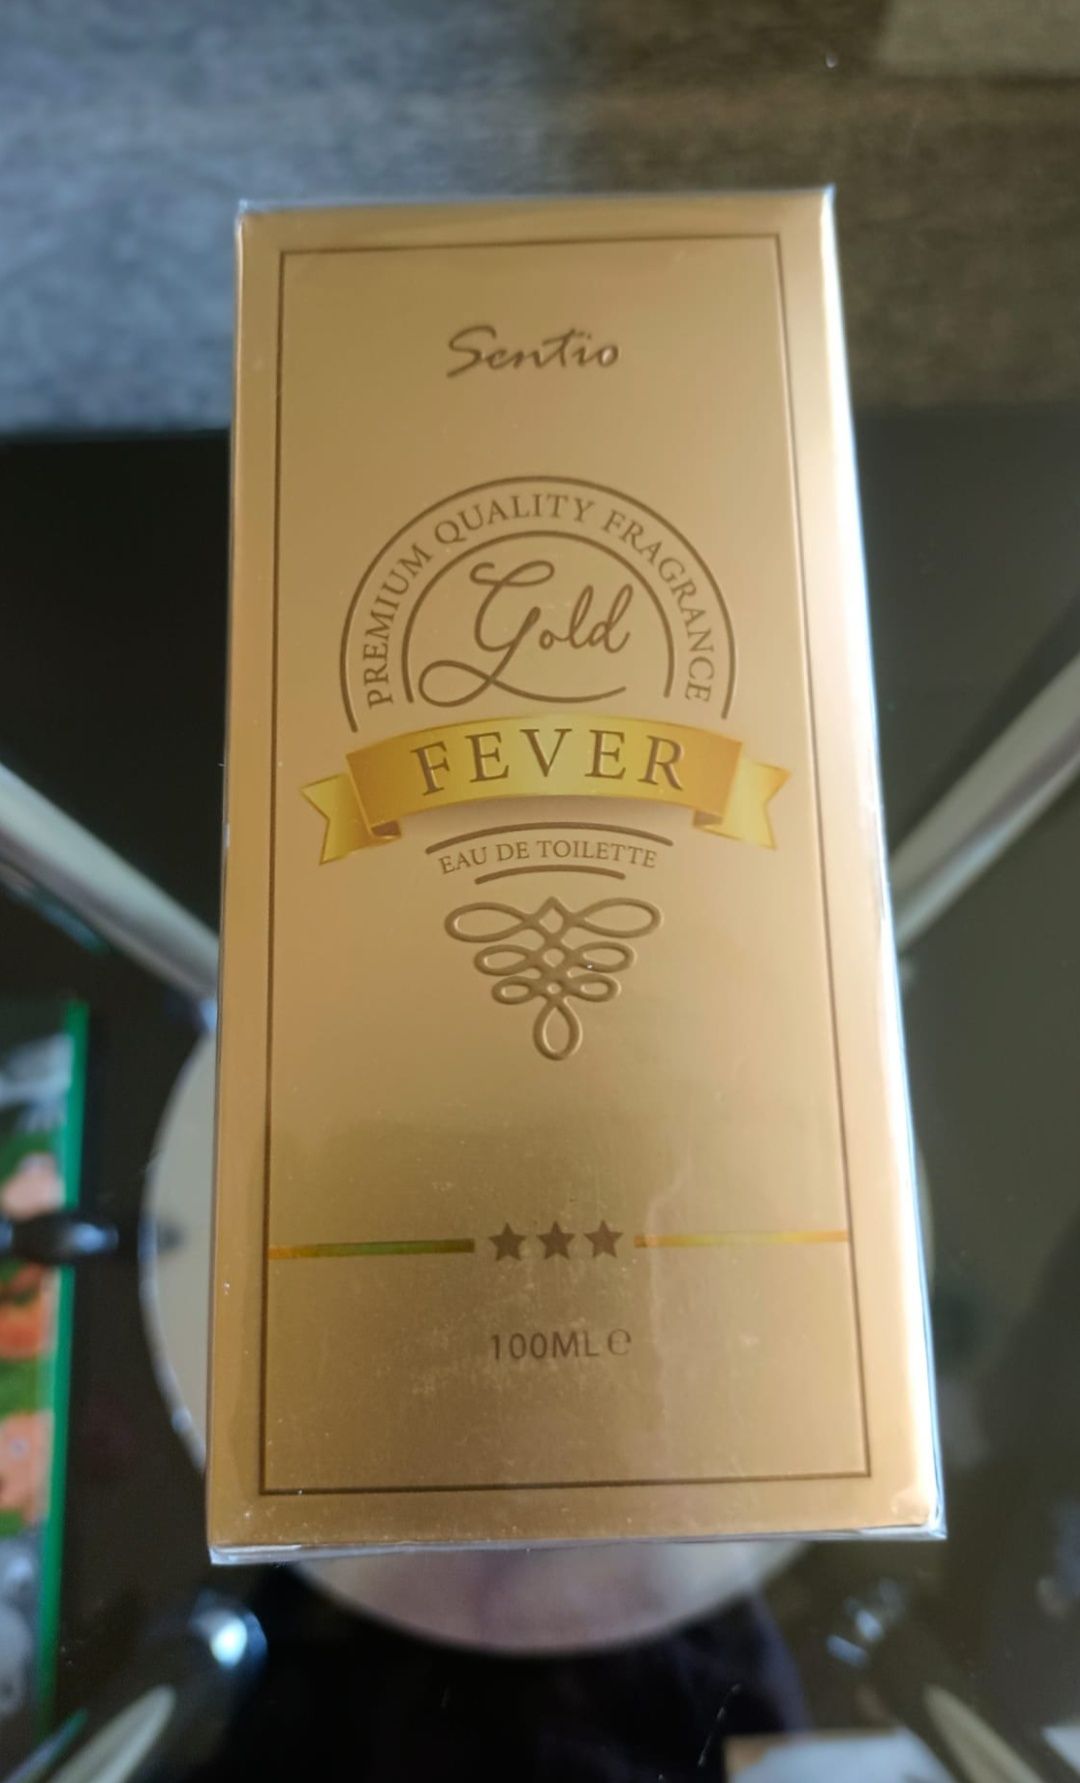 Sentio
PREMIUM QUALITY FRAGRANCE
Gold
FEVER
EAU DE TOILETTE
100ML ℮